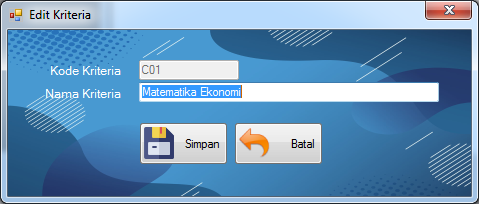 Edit Kriteria
Kode Kriteria C01
Nama Kriteria Matematika Ekonomi
Simpan Batal